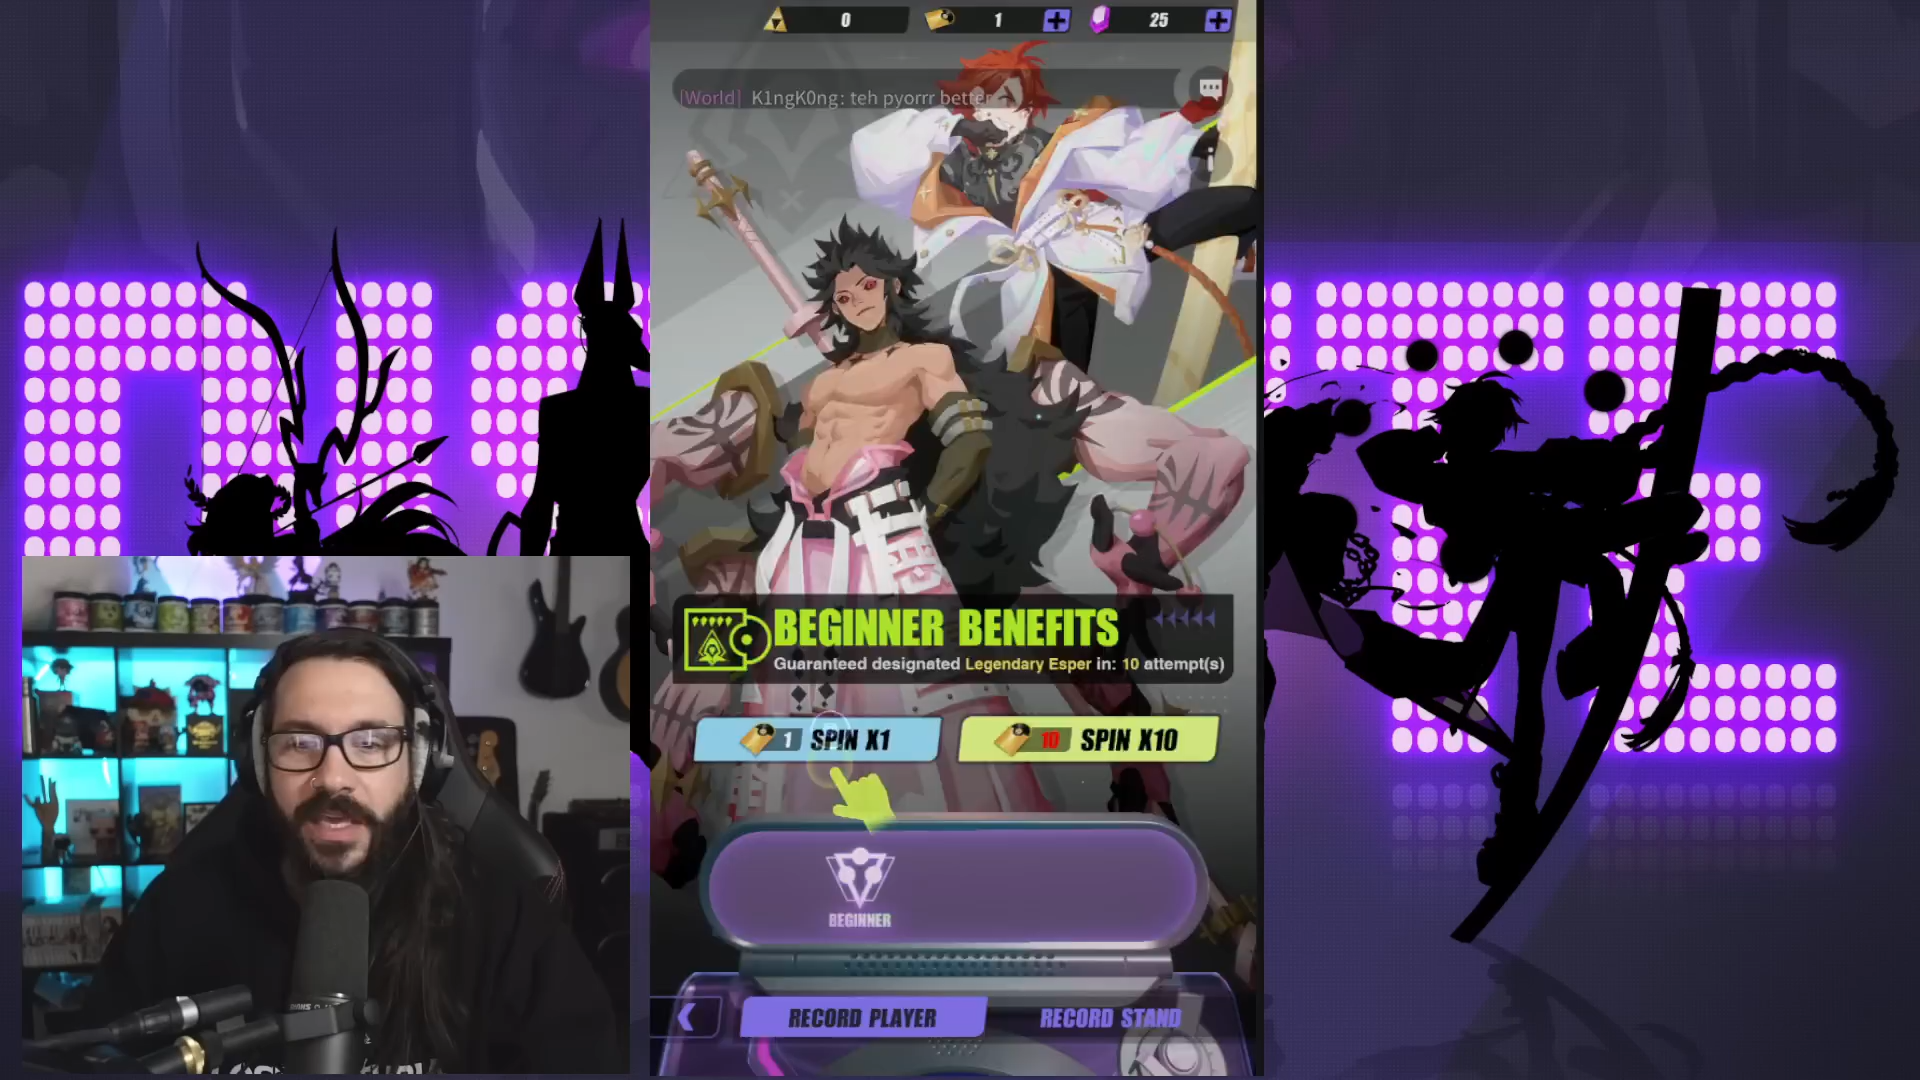 0 1 25
[World] K1ngK0ng: teh pyorrr better
BEGINNER BENEFITS
Guaranteed designated Legendary Esper in: 10 attempt(s)
1 SPIN X1
10 SPIN X10
BEGINNER
RECORD PLAYER
RECORD STAND